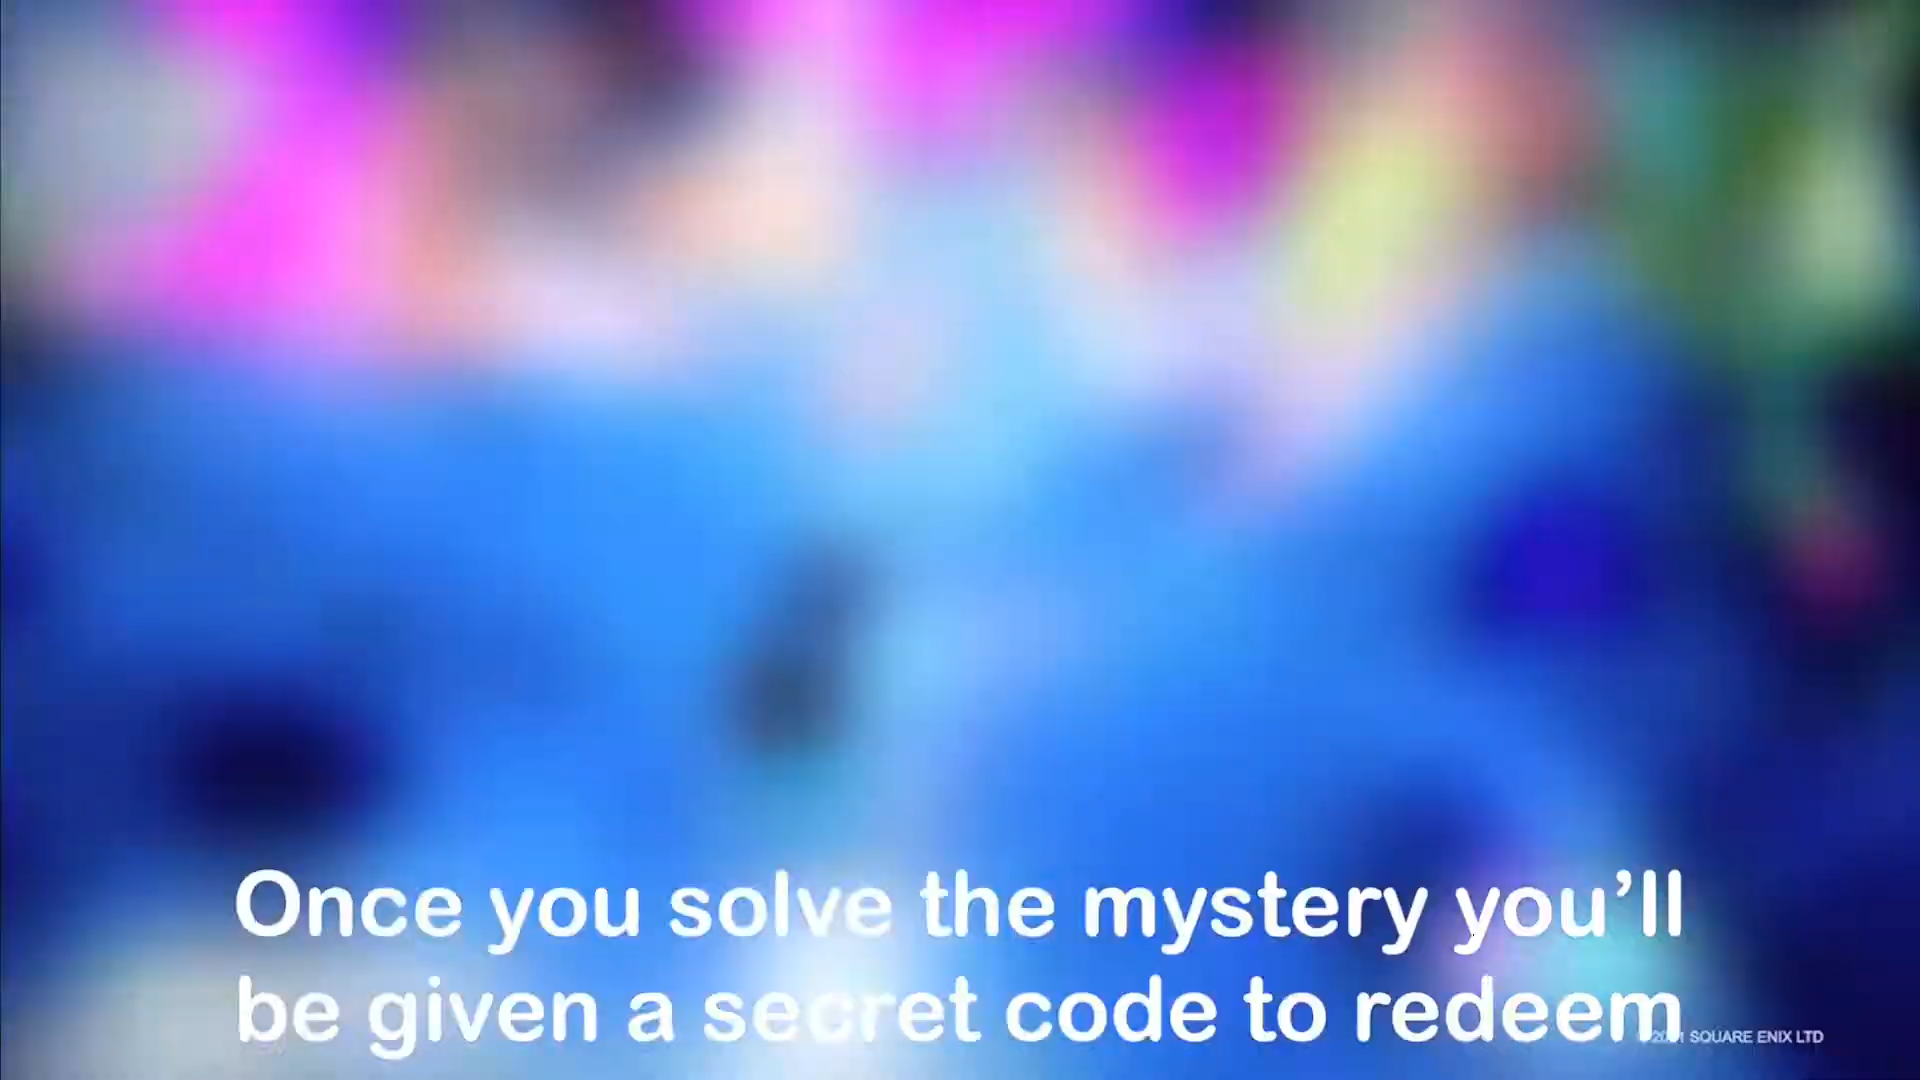 Once you solve the mystery you’ll
be given a secret code to redeem
SQUARE ENIX LTD